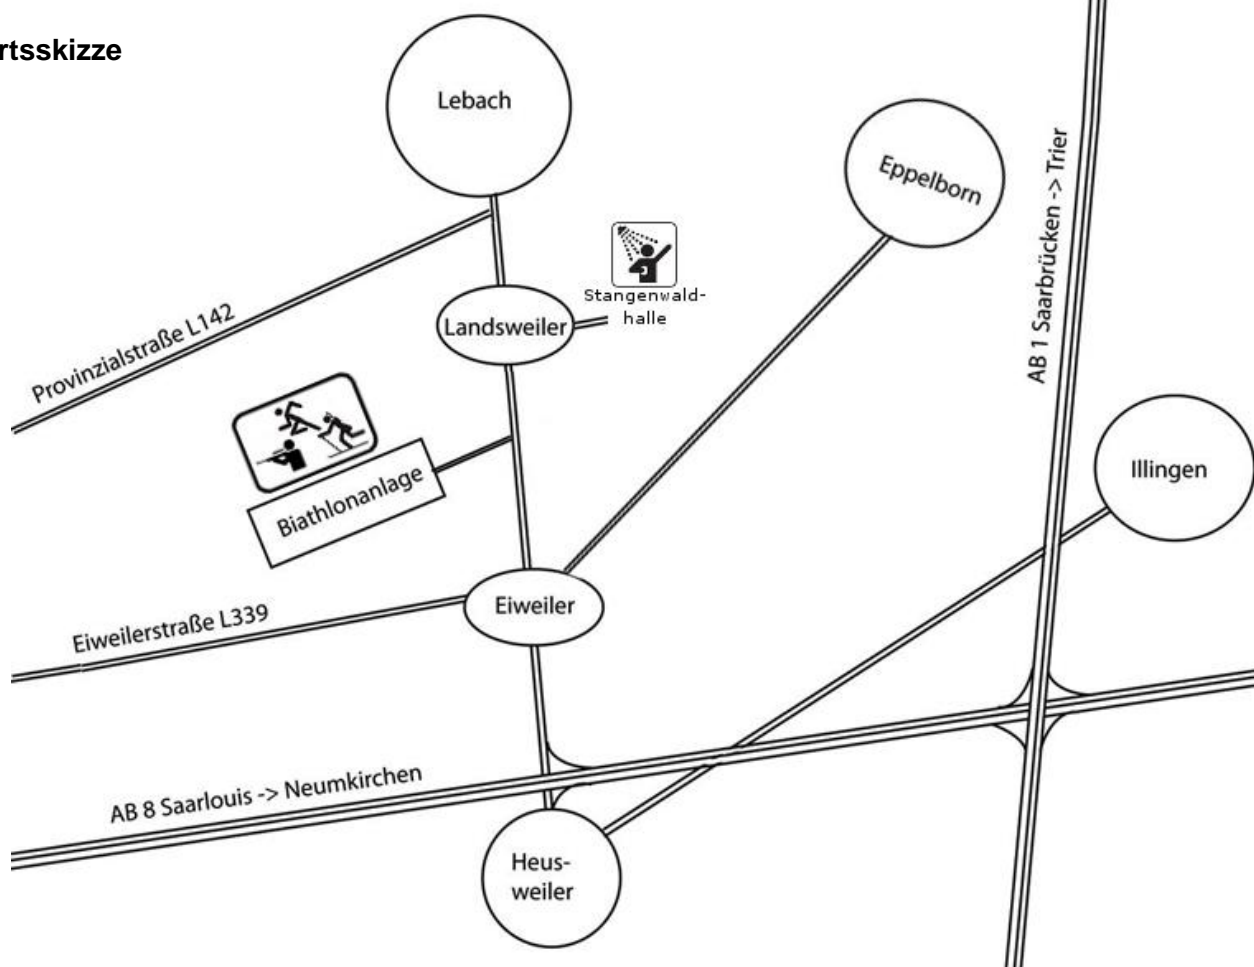 rtsskizze
Lebach
Eppelborn
AB 1 Saarbrücken -> Trier
Stangenwald-
halle
Landsweiler
Provinzialstraße L142
Illingen
Biathlonanlage
Eiweiler
Eiweilerstraße L339
AB 8 Saarlouis -> Neumkirchen
Heus-
weiler